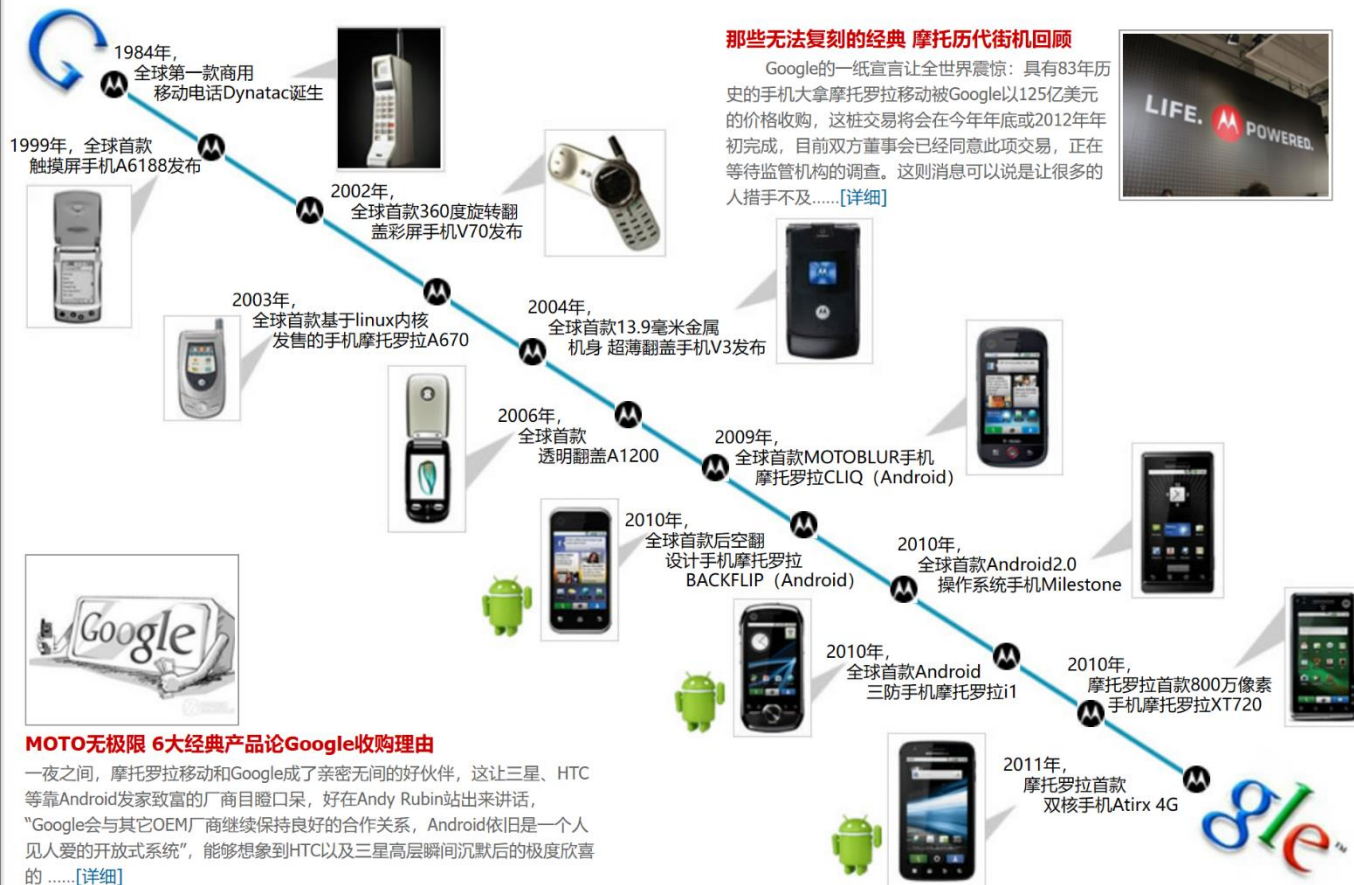 1984年,
全球第一款商用
移动电话Dynatac诞生
那些无法复刻的经典 摩托历代街机回顾
Google的一纸宣言让全世界震惊：具有83年历
史的手机大拿摩托罗拉移动被Google以125亿美元
的价格收购，这桩交易将会在今年年底或2012年年
初完成，目前双方董事会已经同意此项交易，正在
等待监管机构的调查。这则消息可以说是让很多的
人措手不及......[详细]
LIFE. POWERED.
1999年，全球首款
触摸屏手机A6188发布
2002年，
全球首款360度旋转翻
盖彩屏手机V70发布
2003年，
全球首款基于linux内核
发售的手机摩托罗拉A670
2004年，
全球首款13.9毫米金属
机身 超薄翻盖手机V3发布
2006年，
全球首款
透明翻盖A1200
2009年，
全球首款MOTOBLUR手机
摩托罗拉CLIQ（Android）
2010年，
全球首款后空翻
设计手机摩托罗拉
BACKFLIP（Android）
2010年，
全球首款Android2.0
操作系统手机Milestone
2010年，
全球首款Android
三防手机摩托罗拉i1
2010年，
摩托罗拉首款800万像素
手机摩托罗拉XT720
2011年，
摩托罗拉首款
双核手机Atirx 4G
G
gle™
Google
MOTO无极限 6大经典产品论Google收购理由
一夜之间，摩托罗拉移动和Google成了亲密无间的好伙伴，这让三星、HTC
等靠Android发家致富的厂商目瞪口呆，好在Andy Rubin站出来讲话，
“Google会与其它OEM厂商继续保持良好的合作关系，Android依旧是一个人
见人爱的开放式系统”，能够想象到HTC以及三星高层瞬间沉默后的极度欣喜
的 ......[详细]